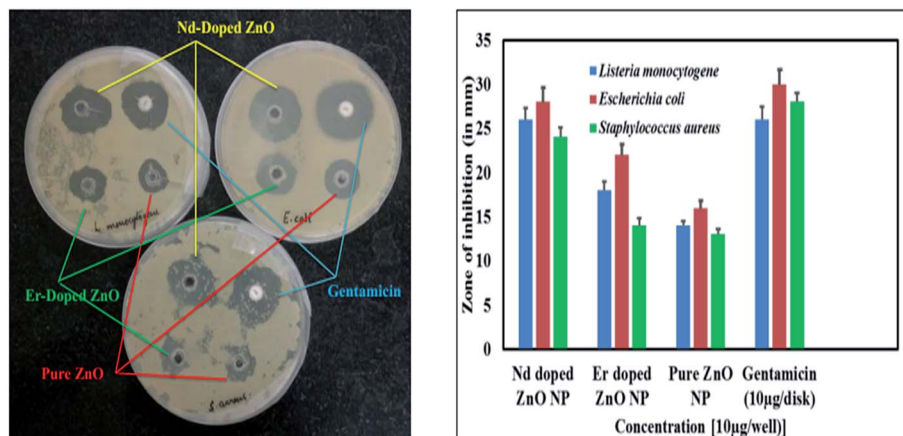 Nd-Doped ZnO
L. monocytogenes
E. coli
Er-Doped ZnO
Gentamicin
Pure ZnO
S. aureus
35
30
25
20
15
10
5
0
Zone of inhibition (in mm)
Listeria monocytogene
Escherichia coli
Staphylococcus aureus
Nd doped
ZnO NP
Er doped
ZnO NP
Pure ZnO
NP
Gentamicin
(10µg/disk)
Concentration [10µg/well)]